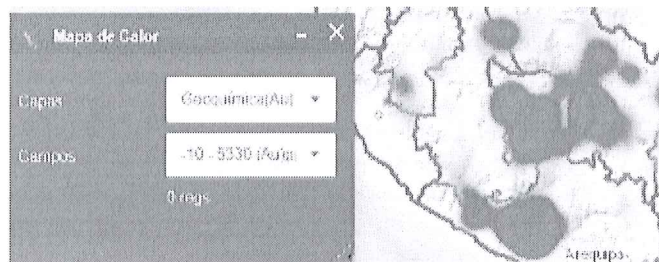 Mapa de Calor
Capas
Geoquímica(Au)
Campos
-10 - 5330 (Au)
0 regs
Arequipa